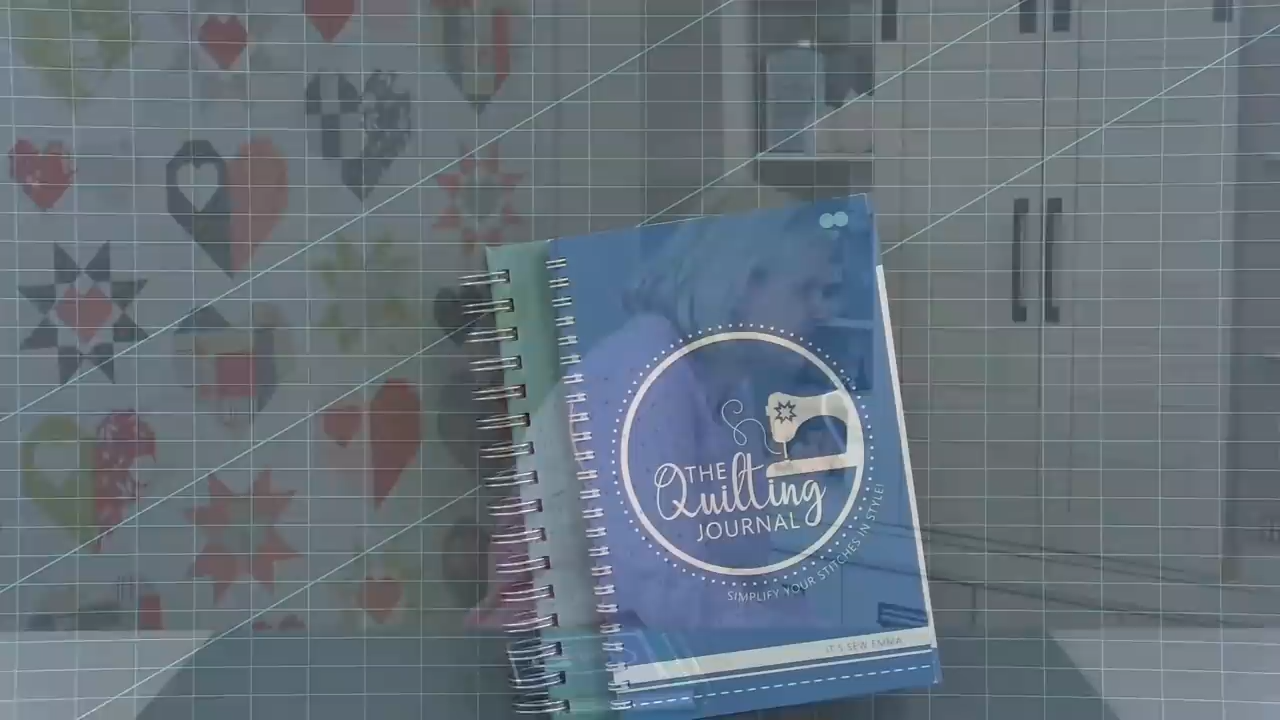 THE
Quilting
JOURNAL
SIMPLIFY YOUR STITCHES IN STYLE!
IT'S SEW EMMA